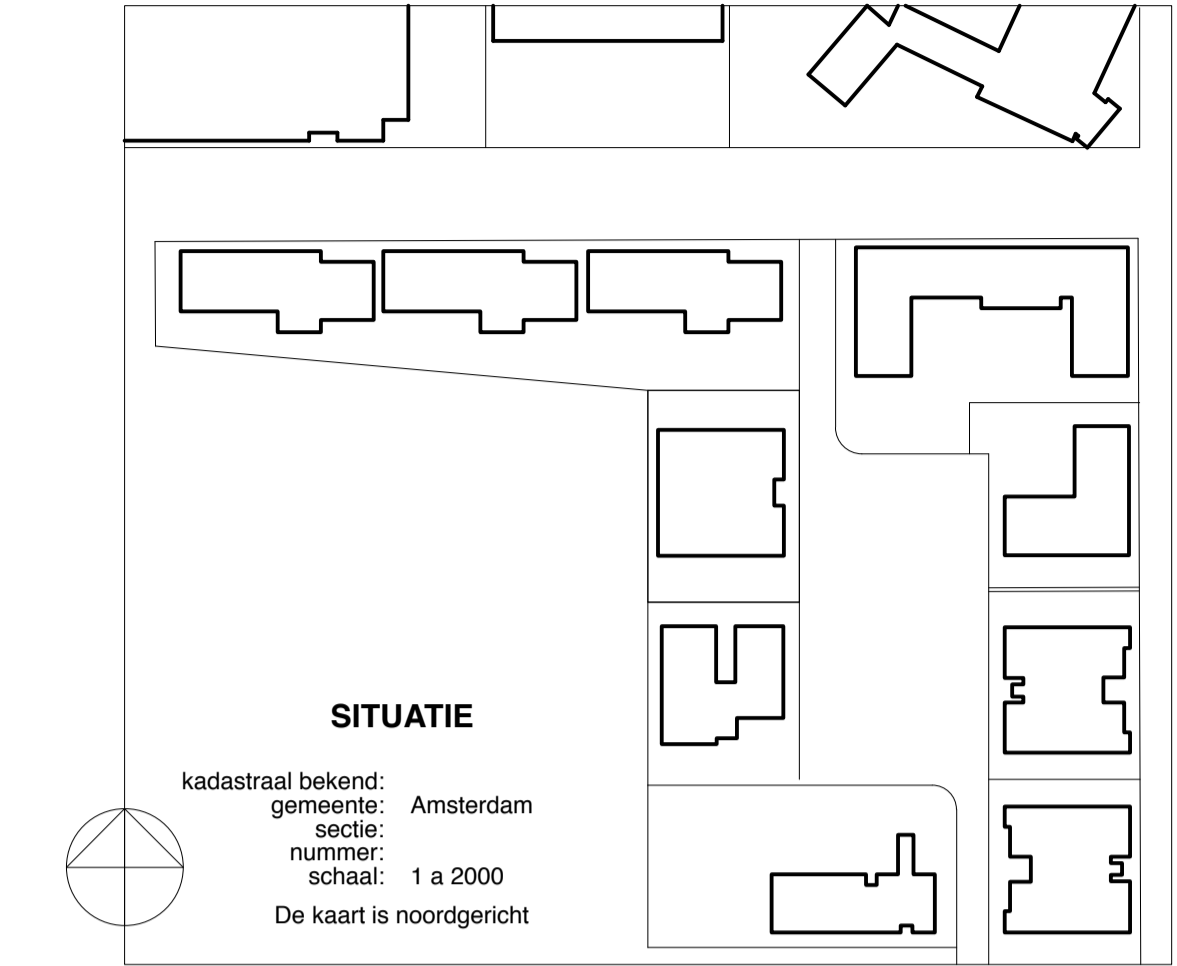 SITUATIE
kadastraal bekend:
gemeente: Amsterdam
sectie:
nummer:
schaal: 1 a 2000
De kaart is noordgericht